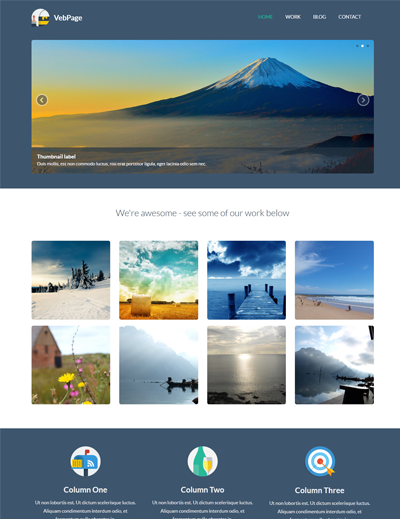 VebPage
HOME WORK BLOG CONTACT
Thumbnail label
Duis mollis, est non commodo luctus, nisi erat porttitor ligula, eget lacinia odio sem nec.
We're awesome - see some of our work below
Column One
Ut non lobortis est. Ut dictum scelerisque luctus.
Aliquam condimentum interdum odio, et
Column Two
Ut non lobortis est. Ut dictum scelerisque luctus.
Aliquam condimentum interdum odio, et
Column Three
Ut non lobortis est. Ut dictum scelerisque luctus.
Aliquam condimentum interdum odio, et